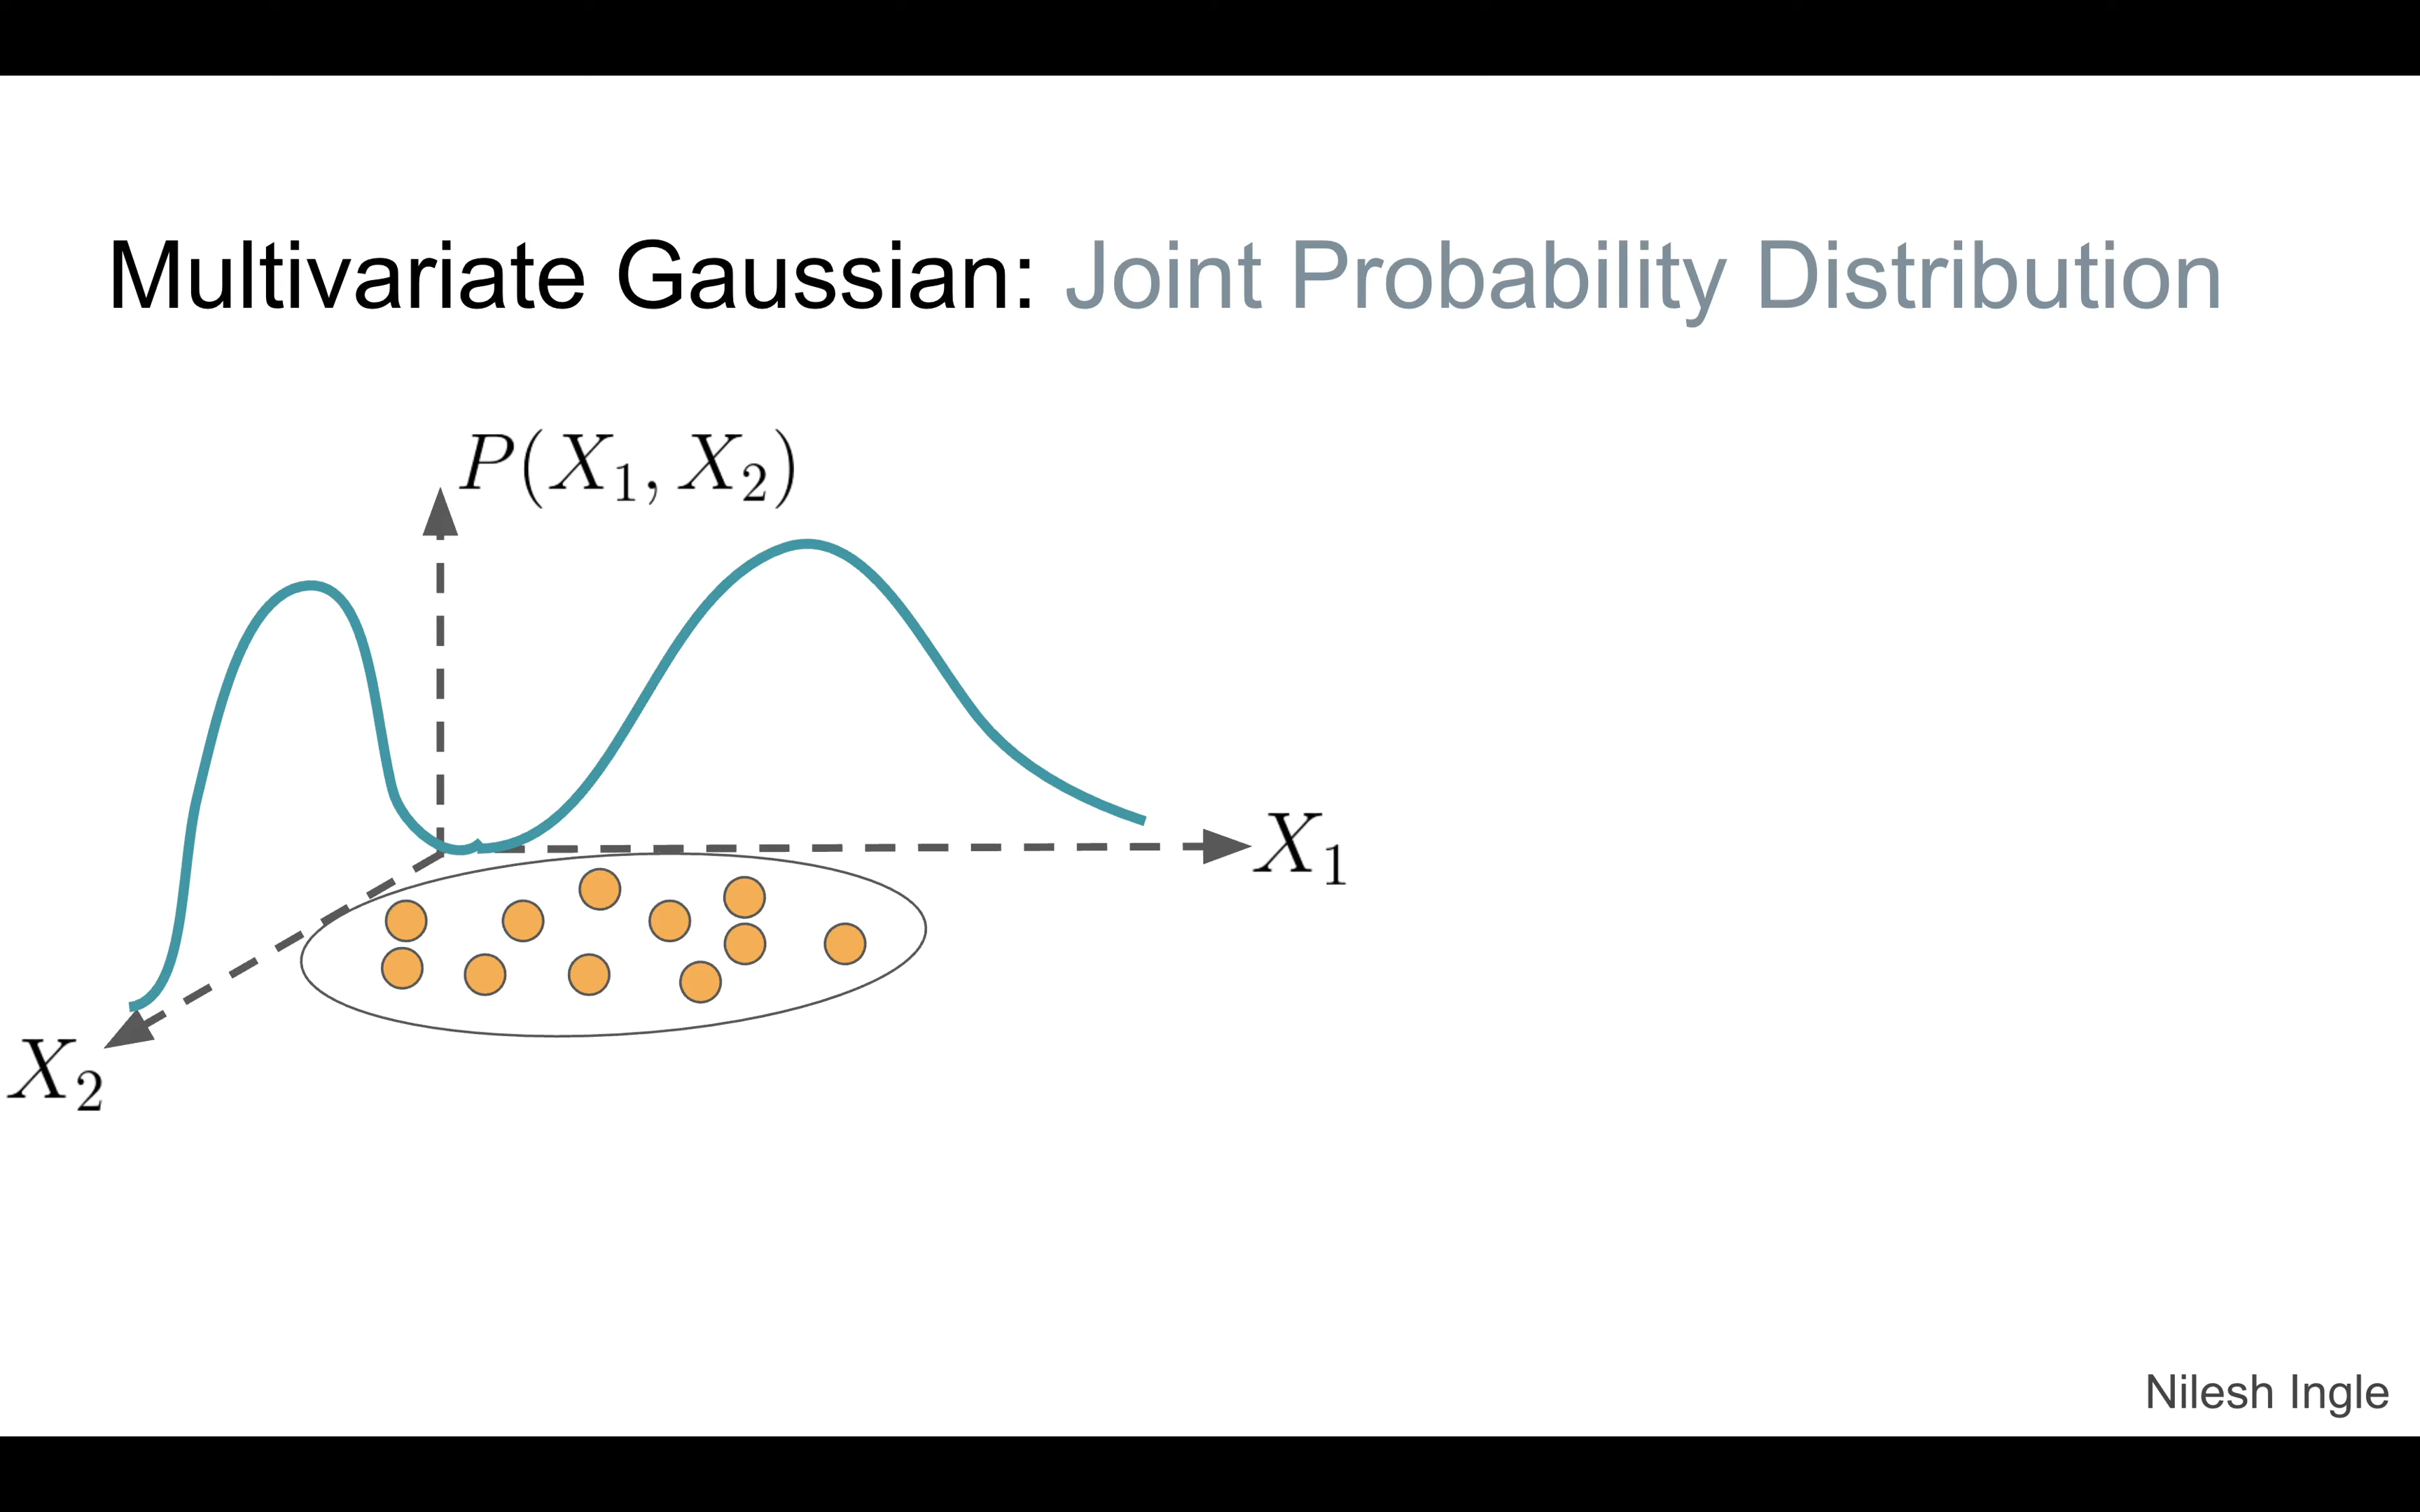 Multivariate Gaussian: Joint Probability Distribution
P(X₁, X₂)
X₁
X₂
Nilesh Ingle